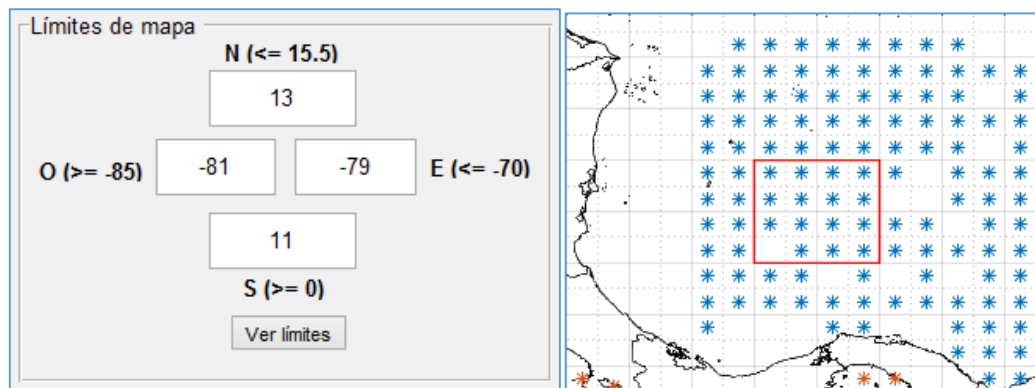 Límites de mapa
N (<= 15.5)
13
O (>= -85) -81 -79 E (<= -70)
11
S (>= 0)
Ver límites